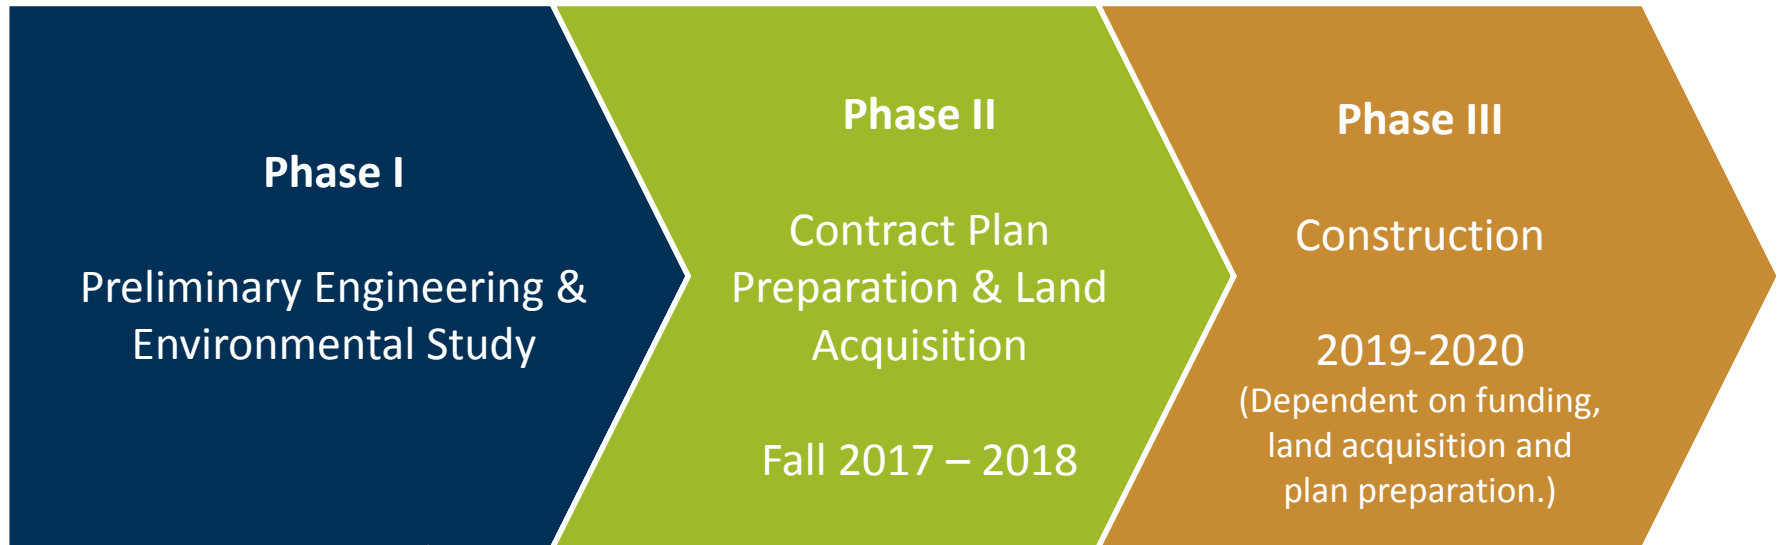 Phase I
Preliminary Engineering &
Environmental Study
Phase II
Contract Plan
Preparation & Land
Acquisition
Fall 2017 – 2018
Phase III
Construction
2019-2020
(Dependent on funding,
land acquisition and
plan preparation.)